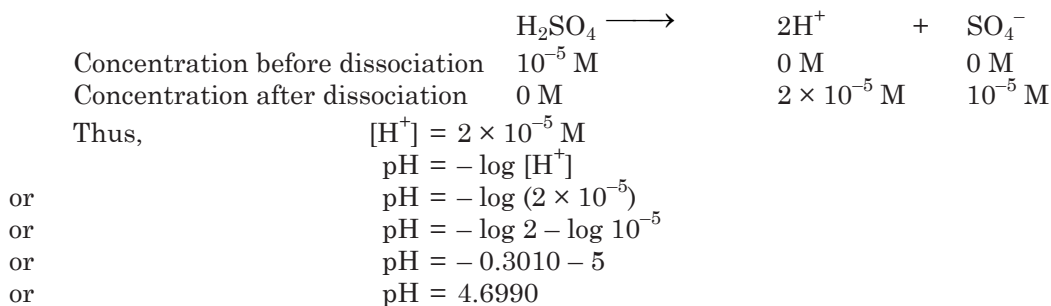 H₂SO₄ ⟶ 2H⁺ + SO₄⁻
Concentration before dissociation 10⁻⁵ M 0 M 0 M
Concentration after dissociation 0 M 2 × 10⁻⁵ M 10⁻⁵ M
Thus, [H⁺] = 2 × 10⁻⁵ M
pH = – log [H⁺]
or pH = – log (2 × 10⁻⁵)
or pH = – log 2 – log 10⁻⁵
or pH = – 0.3010 – 5
or pH = 4.6990